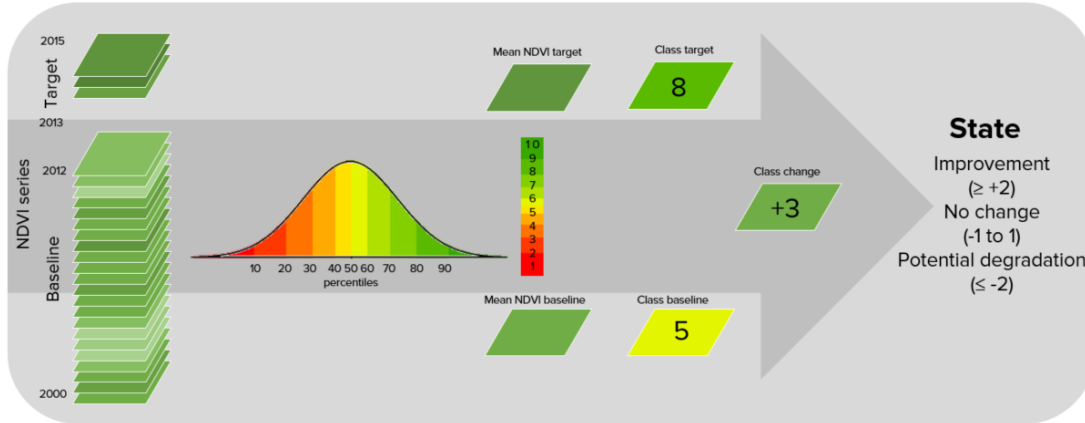 2015
Target
2013
NDVI series
2012
Baseline
2000
10 20 30 40 50 60 70 80 90
percentiles
10
9
8
7
6
5
4
3
2
1
Mean NDVI target
Class target
8
Class change
+3
Mean NDVI baseline
Class baseline
5
State
Improvement
(≥ +2)
No change
(-1 to 1)
Potential degradation
(≤ -2)